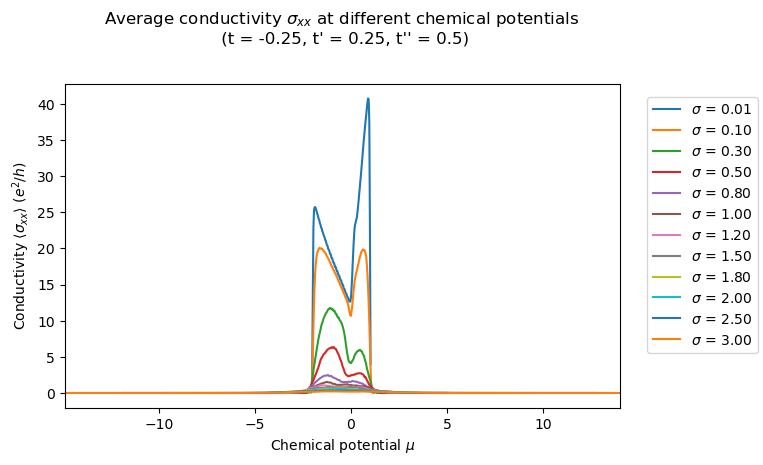 Average conductivity σxx at different chemical potentials
(t = -0.25, t' = 0.25, t'' = 0.5)
Conductivity ⟨σxx⟩ (e²/h)
40
35
30
25
20
15
10
5
0
−10
−5
0
5
10
Chemical potential μ
σ = 0.01
σ = 0.10
σ = 0.30
σ = 0.50
σ = 0.80
σ = 1.00
σ = 1.20
σ = 1.50
σ = 1.80
σ = 2.00
σ = 2.50
σ = 3.00